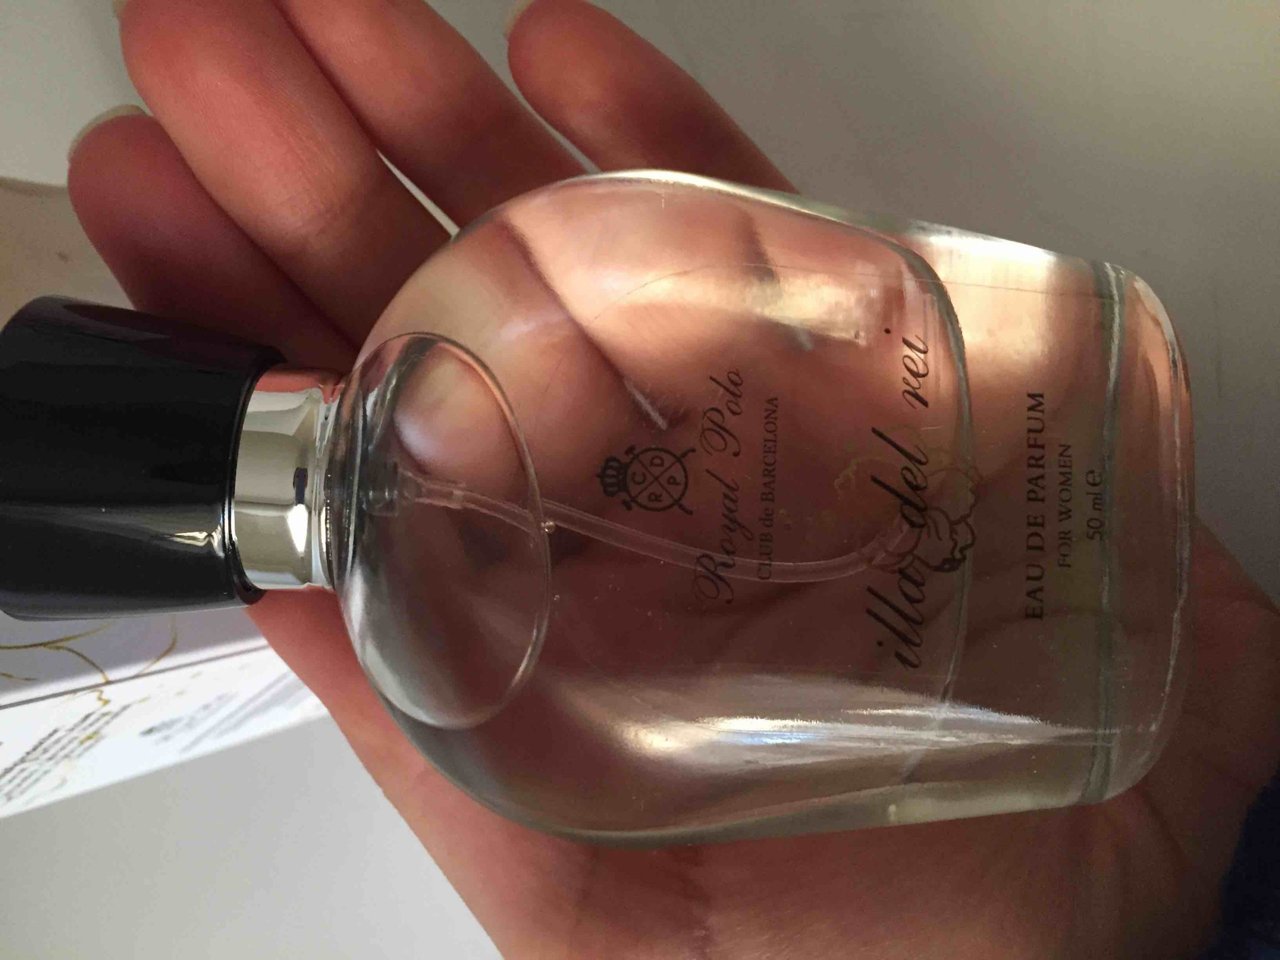 C
D
R
P
Royal Polo
CLUB de BARCELONA
illa del rei
EAU DE PARFUM
FOR WOMEN
50 ml ℮